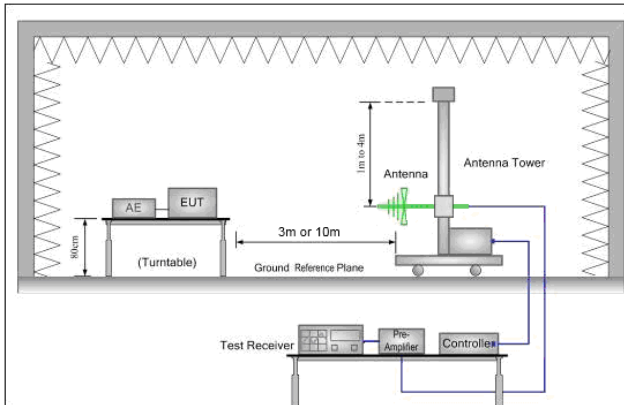 1m to 4m
Antenna
Antenna Tower
AE
EUT
80cm
(Turntable)
3m or 10m
Ground Reference Plane
Test Receiver
Pre-
Amplifier
Controlle